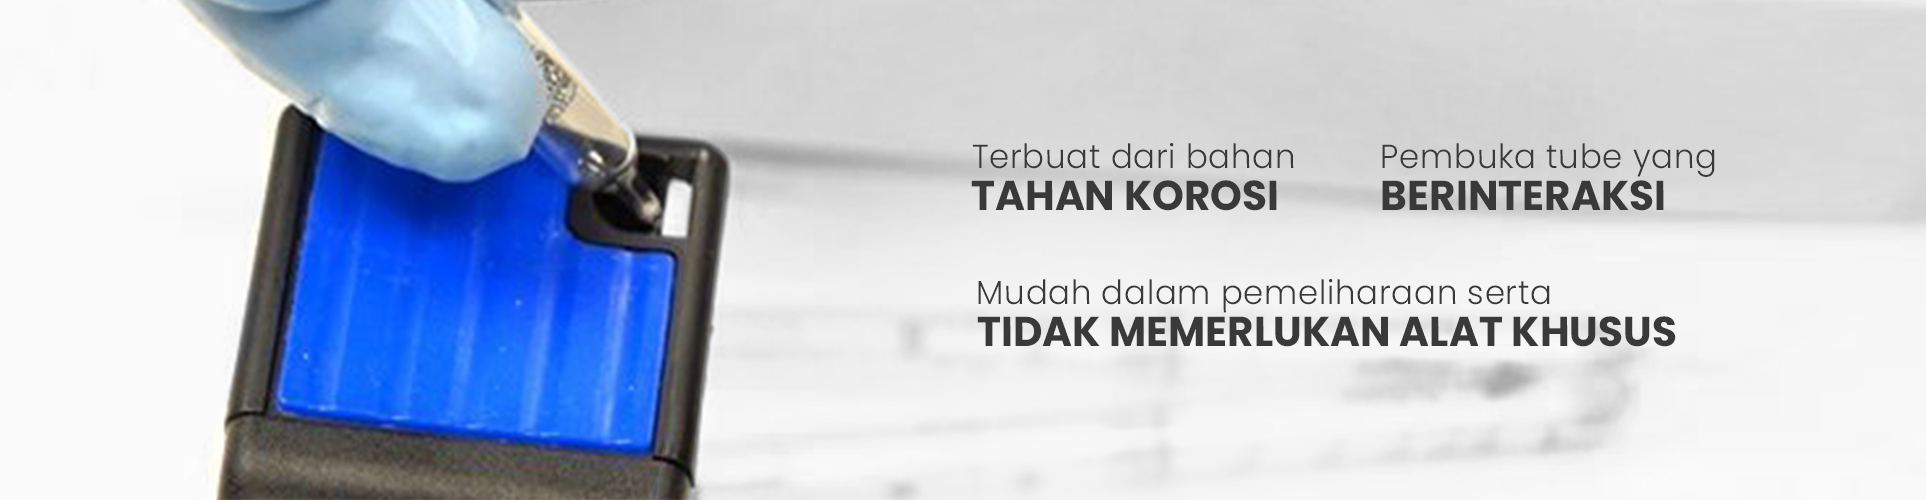 Terbuat dari bahan
TAHAN KOROSI
Pembuka tube yang
BERINTERAKSI
Mudah dalam pemeliharaan serta
TIDAK MEMERLUKAN ALAT KHUSUS